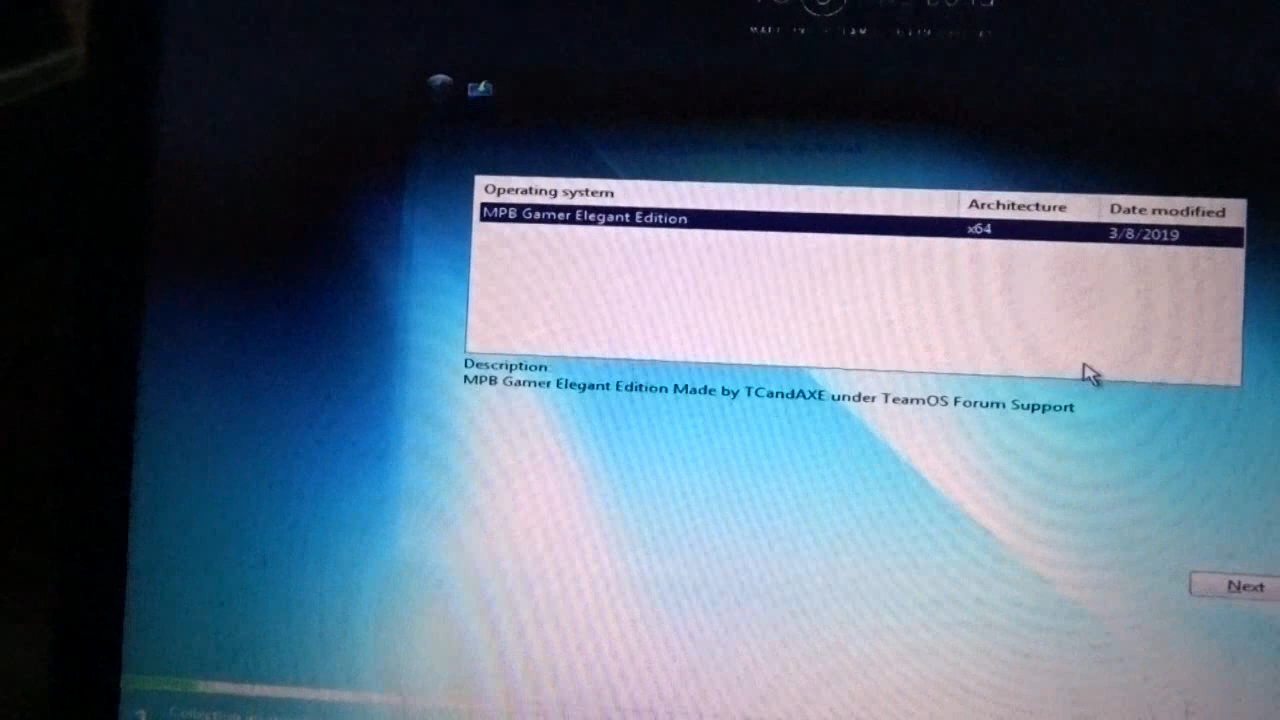 Operating system Architecture Date modified
MPB Gamer Elegant Edition x64 3/8/2019
Description:
MPB Gamer Elegant Edition Made by TCandAXE under TeamOS Forum Support
Next
1